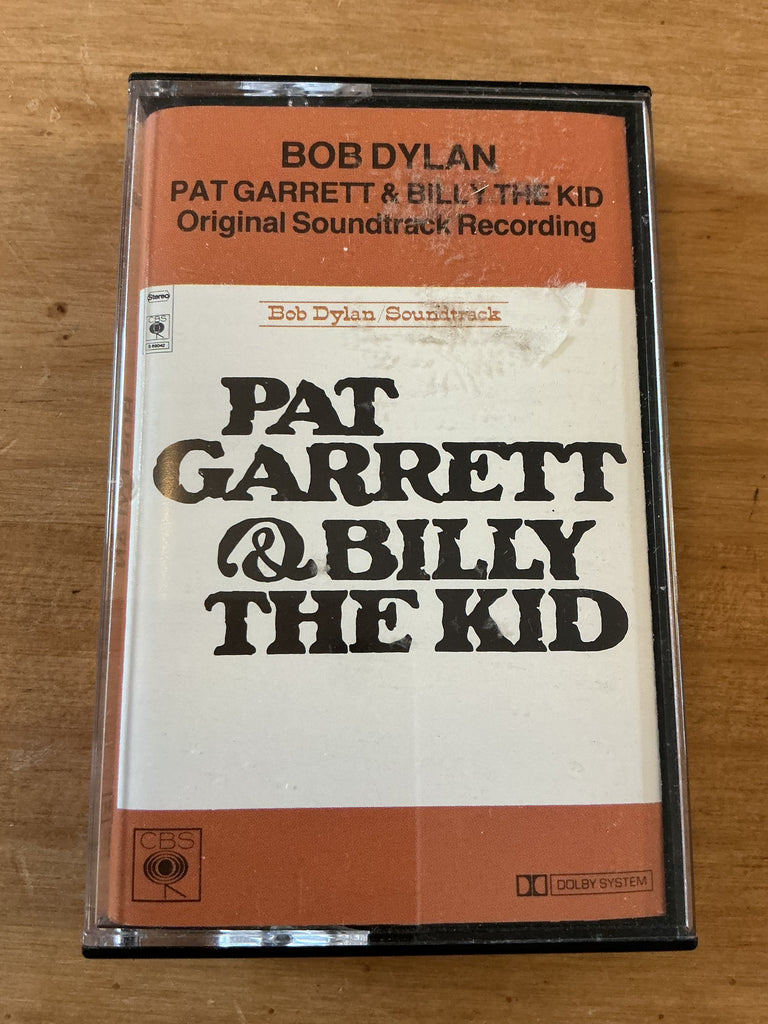 BOB DYLAN
PAT GARRETT & BILLY THE KID
Original Soundtrack Recording
Stereo
CBS
S 69042
Bob Dylan/Soundtrack
PAT
GARRETT
& BILLY
THE KID
CBS
DOLBY SYSTEM